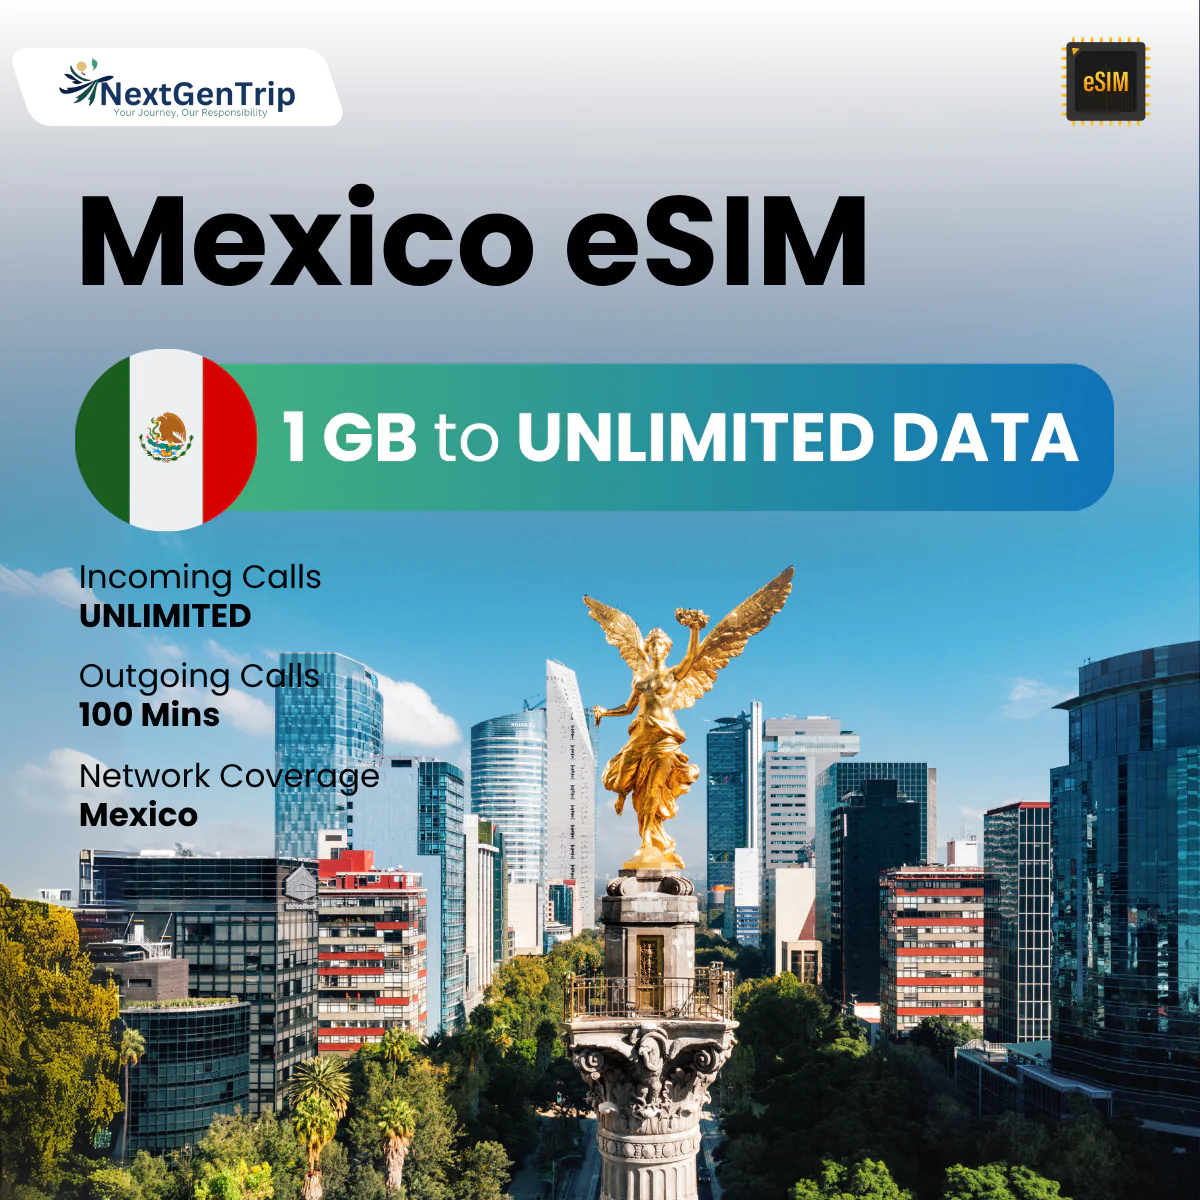 NextGenTrip
Your Journey, Our Responsibility
eSIM
Mexico eSIM
1 GB to UNLIMITED DATA
Incoming Calls
UNLIMITED
Outgoing Calls
100 Mins
Network Coverage
Mexico